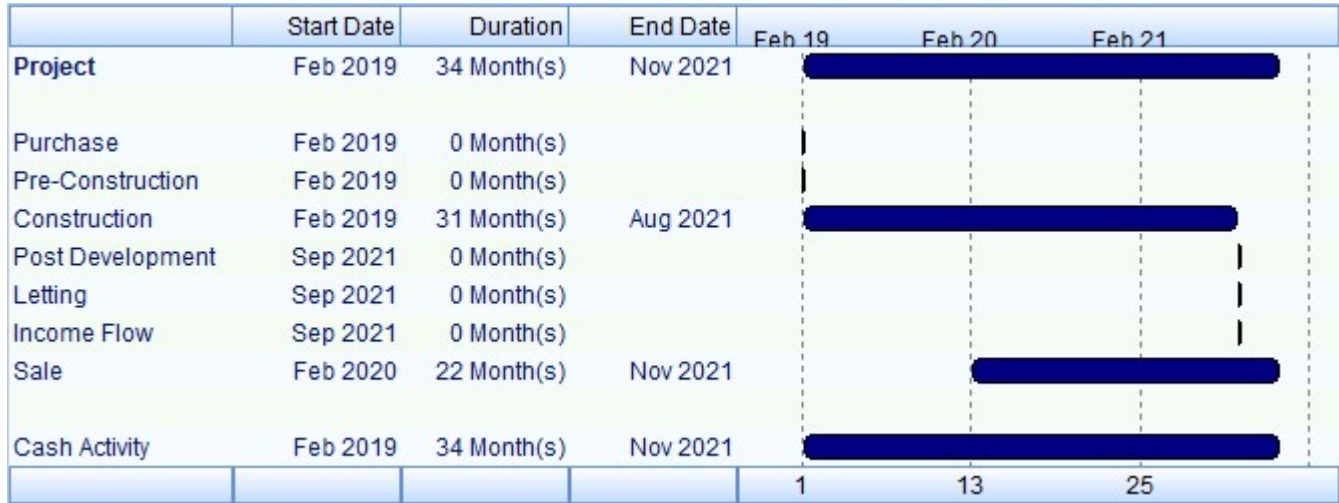 Start Date Duration End Date Feb 19 Feb 20 Feb 21
Project Feb 2019 34 Month(s) Nov 2021
Purchase Feb 2019 0 Month(s)
Pre-Construction Feb 2019 0 Month(s)
Construction Feb 2019 31 Month(s) Aug 2021
Post Development Sep 2021 0 Month(s)
Letting Sep 2021 0 Month(s)
Income Flow Sep 2021 0 Month(s)
Sale Feb 2020 22 Month(s) Nov 2021
Cash Activity Feb 2019 34 Month(s) Nov 2021
1 13 25